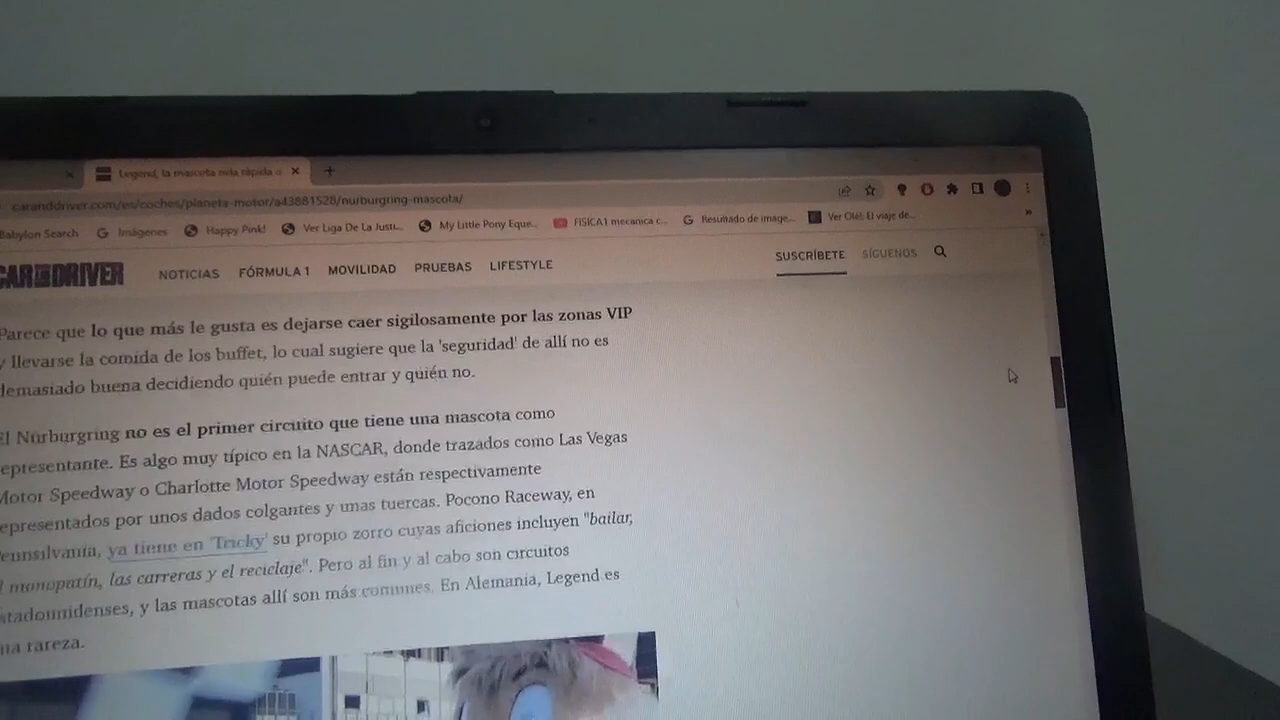 Legend, la mascota más rápida d
caranddriver.com/es/coches/planeta-motor/a43881528/nurburgring-mascota/
Babylon Search Imágenes Happy Pink! Ver Liga De La Justi... My Little Pony Eque... FISICA1 mecanica c... Resultado de image... Ver Olé! El viaje de... »
CAR AND DRIVER NOTICIAS FÓRMULA 1 MOVILIDAD PRUEBAS LIFESTYLE SUSCRÍBETE SÍGUENOS
Parece que lo que más le gusta es dejarse caer sigilosamente por las zonas VIP
y llevarse la comida de los buffet, lo cual sugiere que la 'seguridad' de allí no es
demasiado buena decidiendo quién puede entrar y quién no.
El Nürburgring no es el primer circuito que tiene una mascota como
epresentante. Es algo muy típico en la NASCAR, donde trazados como Las Vegas
Motor Speedway o Charlotte Motor Speedway están respectivamente
epresentados por unos dados colgantes y unas tuercas. Pocono Raceway, en
ennsilvania, ya tiene en 'Tricky' su propio zorro cuyas aficiones incluyen "bailar,
l monopatín, las carreras y el reciclaje". Pero al fin y al cabo son circuitos
stadounidenses, y las mascotas allí son más comunes. En Alemania, Legend es
na rareza.